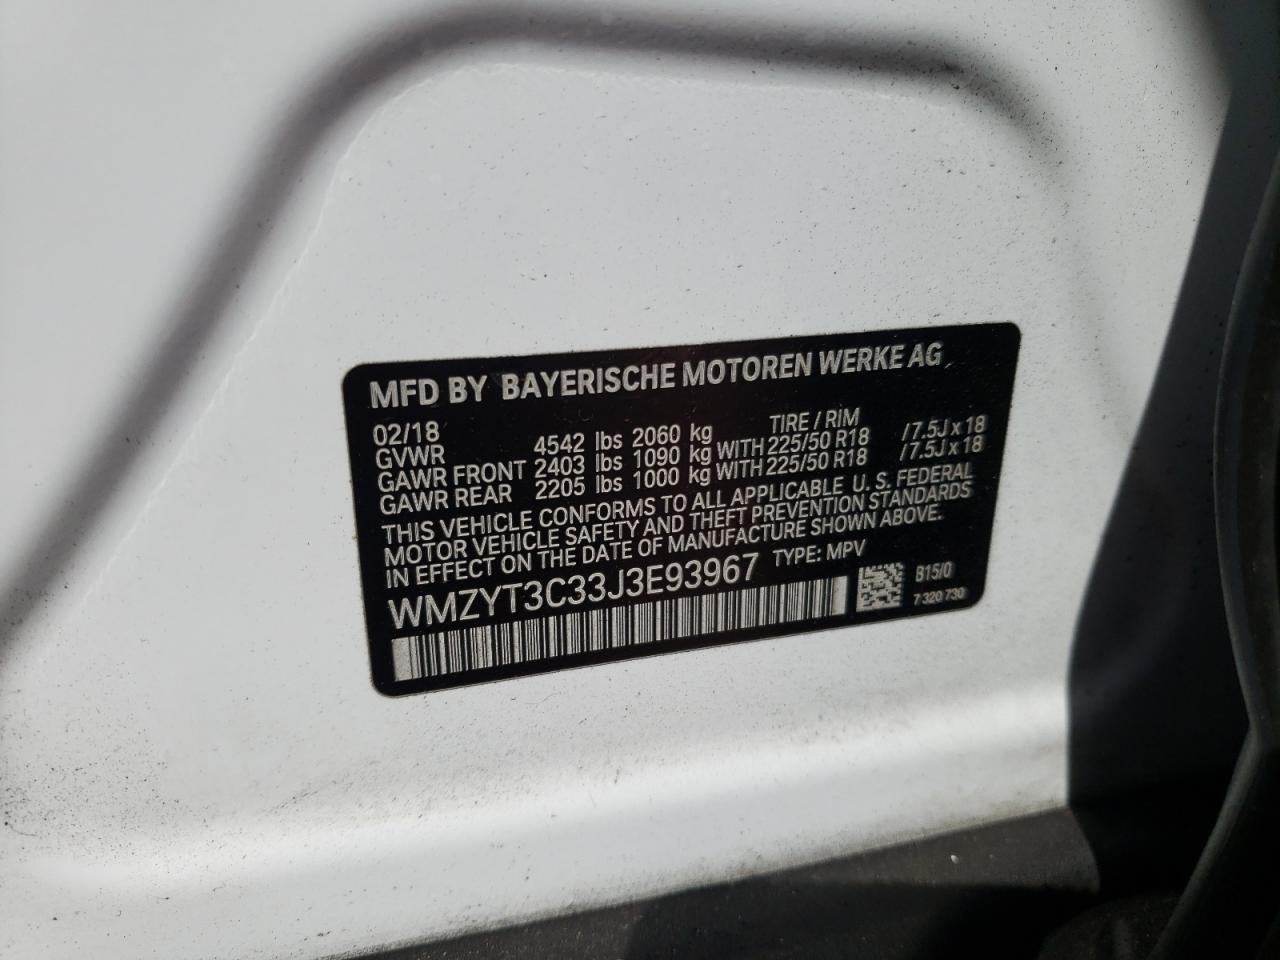 MFD BY BAYERISCHE MOTOREN WERKE AG
02/18 TIRE / RIM
GVWR 4542 lbs 2060 kg
GAWR FRONT 2403 lbs 1090 kg WITH 225/50 R18 /7.5J x 18
GAWR REAR 2205 lbs 1000 kg WITH 225/50 R18 /7.5J x 18
THIS VEHICLE CONFORMS TO ALL APPLICABLE U. S. FEDERAL
MOTOR VEHICLE SAFETY AND THEFT PREVENTION STANDARDS
IN EFFECT ON THE DATE OF MANUFACTURE SHOWN ABOVE.
WMZYT3C33J3E93967 TYPE: MPV
B15/0
7 320 730